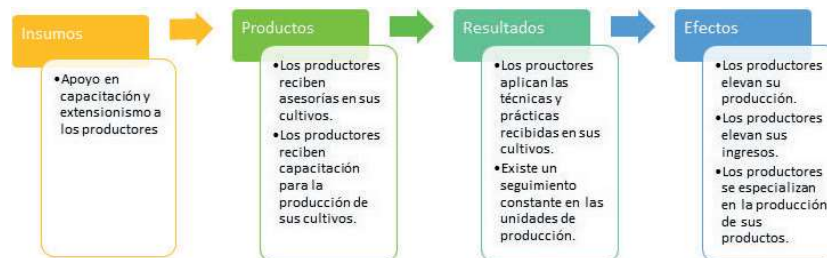 Insumos
•Apoyo en
capacitación y
extensionismo a
los productores
Productos
•Los productores
reciben
asesorías en sus
cultivos.
•Los productores
reciben
capacitación
para la
producción de
sus cultivos.
Resultados
•Los prouctores
aplican las
técnicas y
prácticas
recibidas en sus
cultivos.
•Existe un
seguimiento
constante en las
unidades de
producción.
Efectos
•Los productores
elevan su
producción.
•Los productores
elevan sus
ingresos.
•Los productores
se especializan
en la producción
de sus
productos.